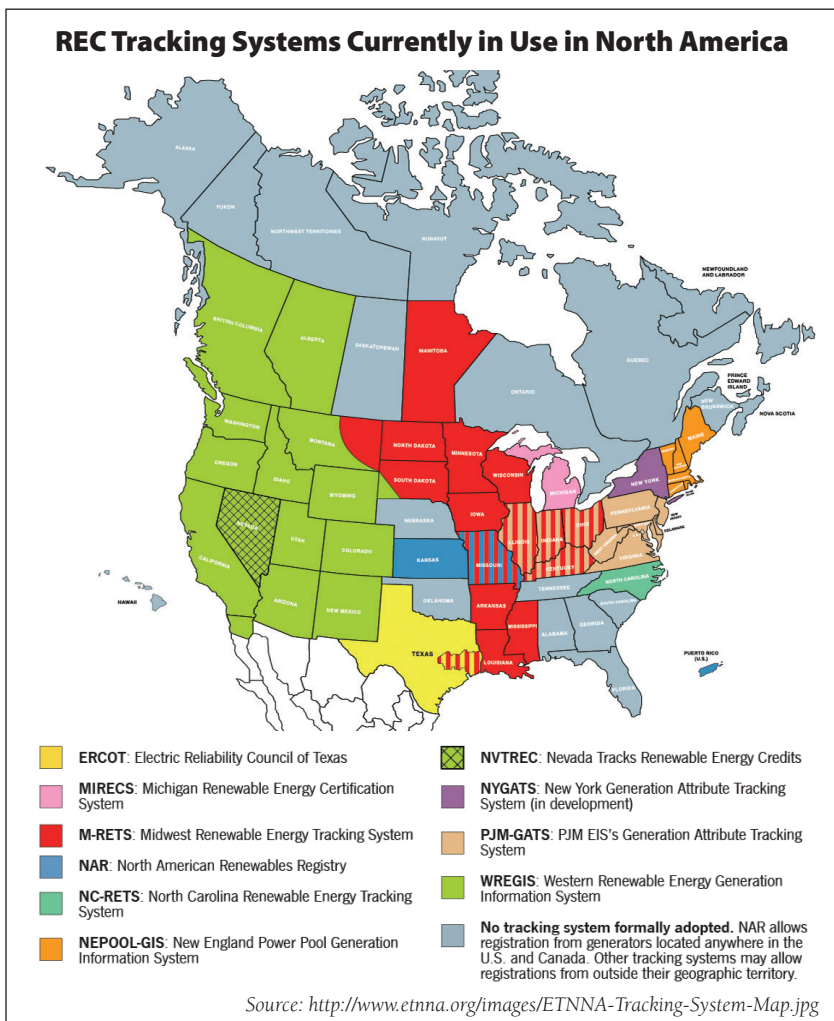 REC Tracking Systems Currently in Use in North America
ALASKA
YUKON
NORTHWEST TERRITORIES
NUNAVUT
NEWFOUNDLAND
AND LABRADOR
BRITISH COLUMBIA
ALBERTA
SASKATCHEWAN
MANITOBA
ONTARIO
QUEBEC
PRINCE
EDWARD
ISLAND
NEW
BRUNSWICK
NOVA SCOTIA
WASHINGTON
MONTANA
NORTH DAKOTA
MINNESOTA
MAINE
OREGON
IDAHO
SOUTH DAKOTA
WISCONSIN
MICHIGAN
NEW YORK
WYOMING
IOWA
PENNSYLVANIA
NEBRASKA
NEVADA
UTAH
COLORADO
KANSAS
MISSOURI
ILLINOIS
INDIANA
OHIO
WEST VIRGINIA
VIRGINIA
DELAWARE
NEW
JERSEY
CALIFORNIA
KENTUCKY
NORTH CAROLINA
TENNESSEE
SOUTH CAROLINA
ARIZONA
NEW MEXICO
OKLAHOMA
ARKANSAS
HAWAII
TEXAS
LOUISIANA
MISSISSIPPI
ALABAMA
GEORGIA
FLORIDA
PUERTO RICO
(U.S.)
ERCOT: Electric Reliability Council of Texas
MIRECS: Michigan Renewable Energy Certification
System
M-RETS: Midwest Renewable Energy Tracking System
NAR: North American Renewables Registry
NC-RETS: North Carolina Renewable Energy Tracking
System
NEPOOL-GIS: New England Power Pool Generation
Information System
NVTREC: Nevada Tracks Renewable Energy Credits
NYGATS: New York Generation Attribute Tracking
System (in development)
PJM-GATS: PJM EIS's Generation Attribute Tracking
System
WREGIS: Western Renewable Energy Generation
Information System
No tracking system formally adopted. NAR allows
registration from generators located anywhere in the
U.S. and Canada. Other tracking systems may allow
registrations from outside their geographic territory.
Source: http://www.etnna.org/images/ETNNA-Tracking-System-Map.jpg